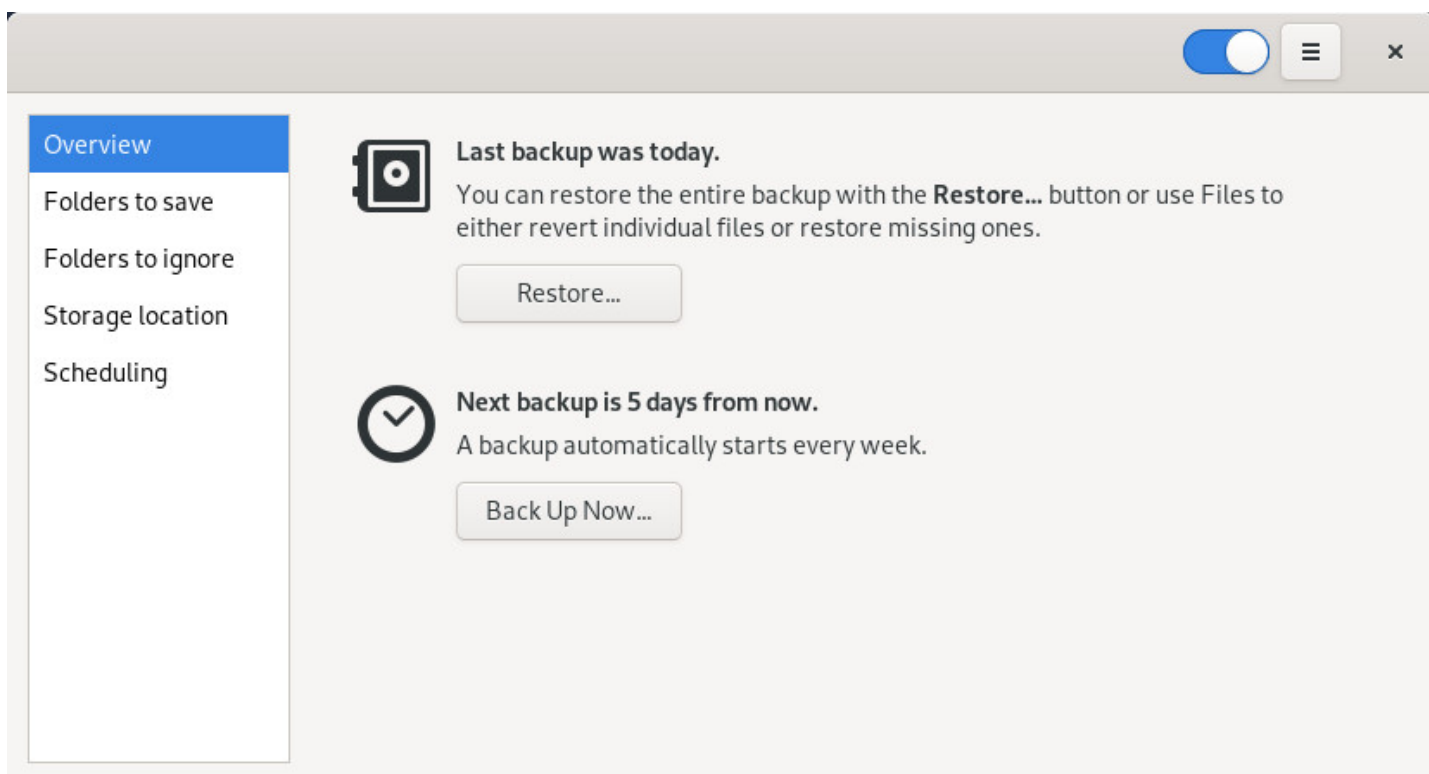 Overview
Folders to save
Folders to ignore
Storage location
Scheduling
Last backup was today.
You can restore the entire backup with the Restore... button or use Files to
either revert individual files or restore missing ones.
Restore...
Next backup is 5 days from now.
A backup automatically starts every week.
Back Up Now...